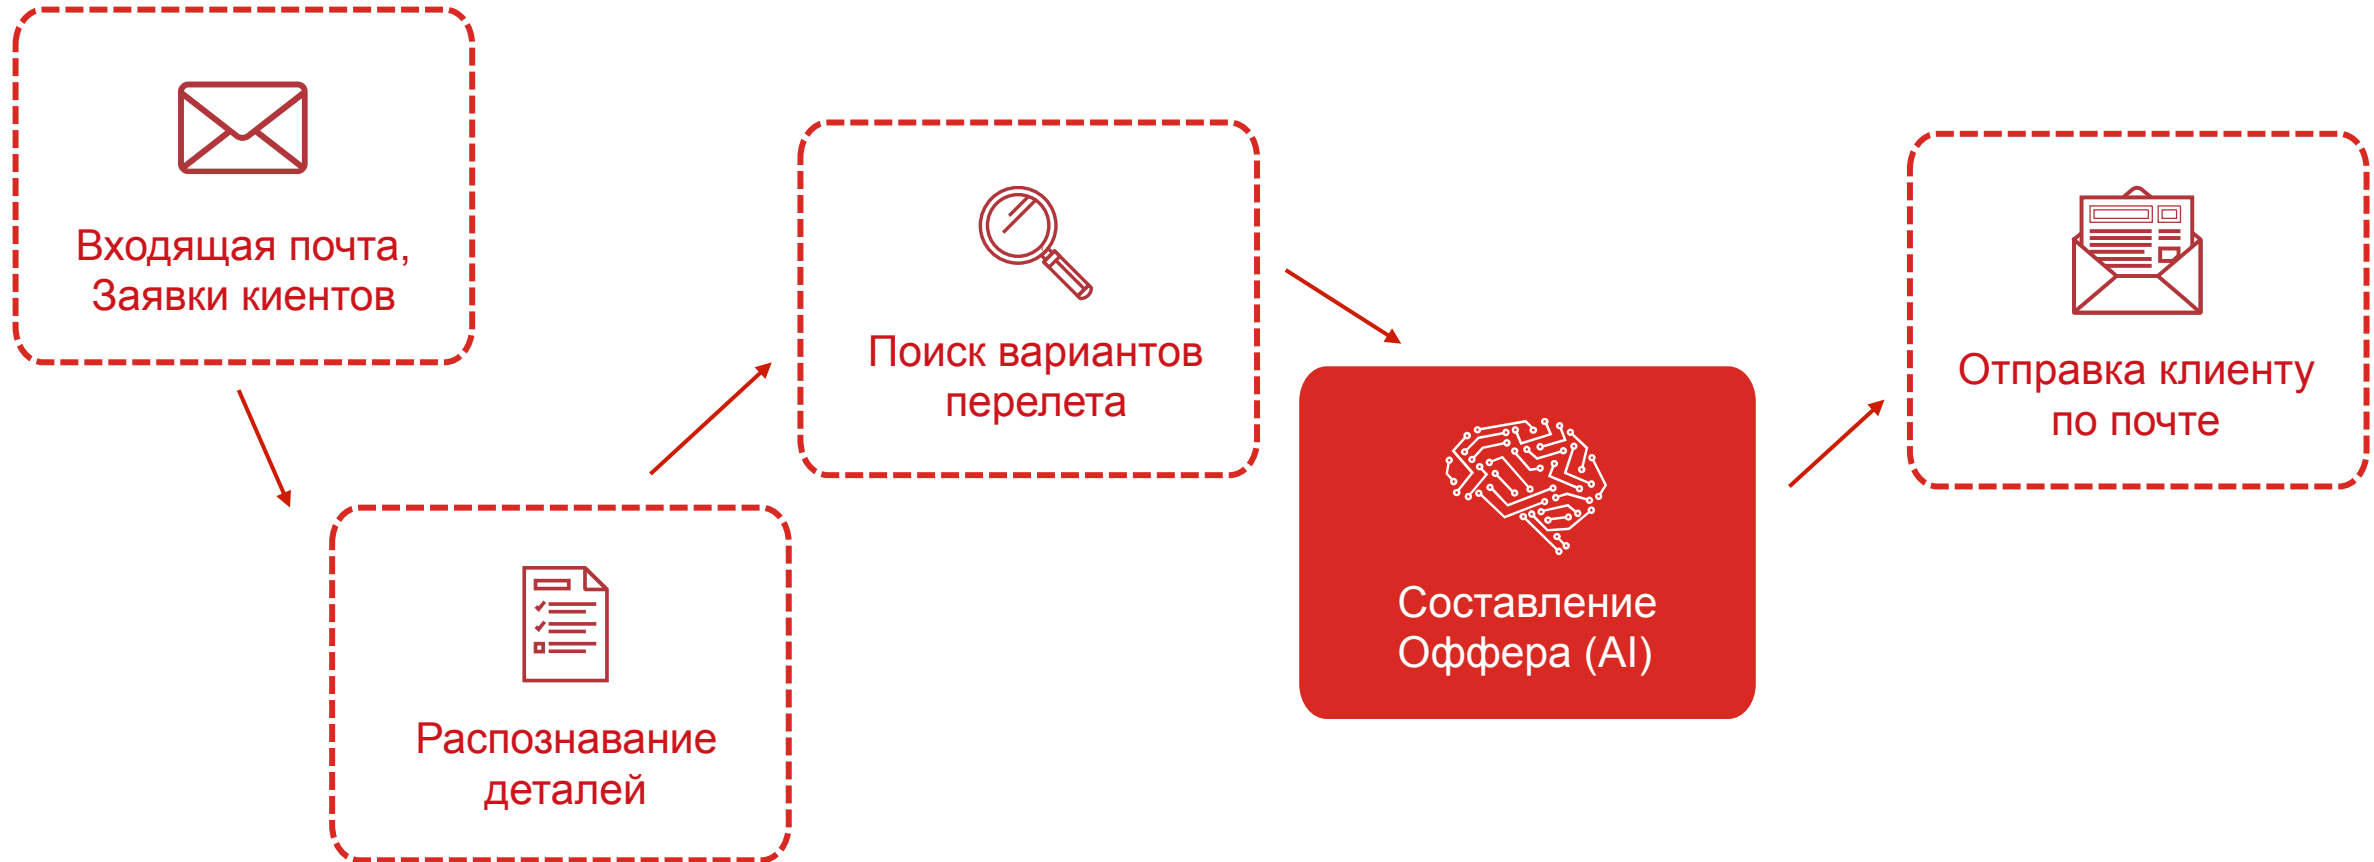 Входящая почта,
Заявки киентов
Распознавание
деталей
Поиск вариантов
перелета
Составление
Оффера (AI)
Отправка клиенту
по почте